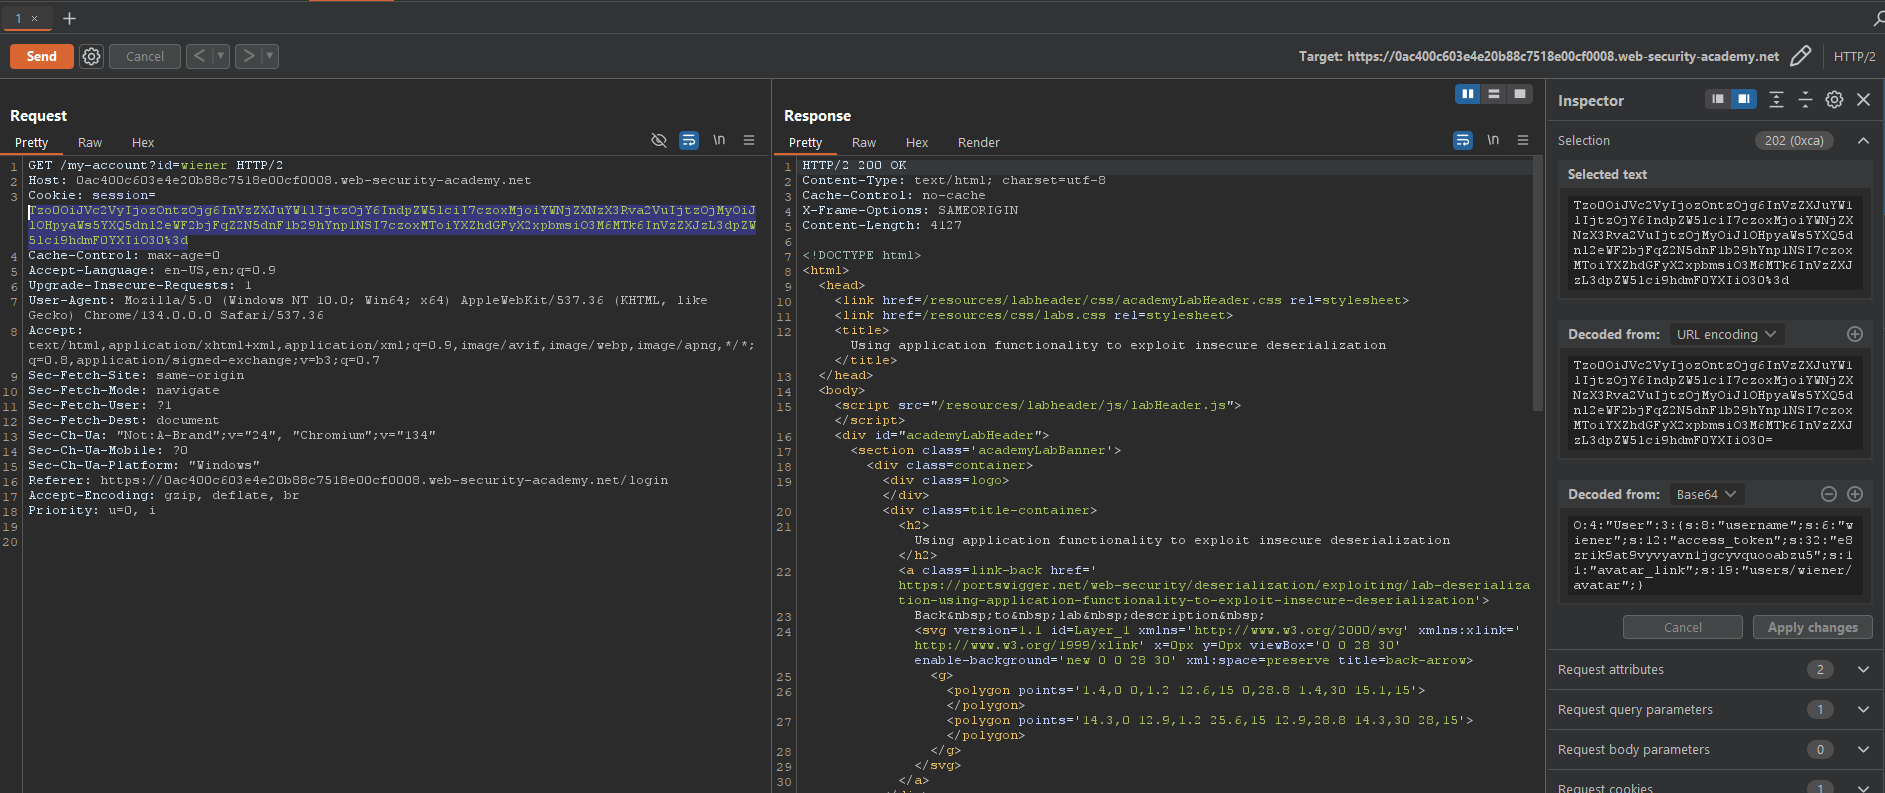 1 × +
Send Cancel < ▾ > ▾ Target: https://0ac400c603e4e20b88c7518e00cf0008.web-security-academy.net HTTP/2
Request
Pretty Raw Hex \n
1 GET /my-account?id=wiener HTTP/2
2 Host: 0ac400c603e4e20b88c7518e00cf0008.web-security-academy.net
3 Cookie: session=
Tzo0OiJVc2VyIjozOntzOjg6InVzZXJuYW1lIjtzOjY6IndpZW5lciI7czoxMjoiYWNjZXNzX3Rva2VuIjtzOjMyOiJ
lOHpyaWs5YXQ5dnl2eWF2bjFqZ2N5dnF1b29hYnp1NSI7czoxMToiYXZhdGFyX2xpbmsiO3M6MTk6InVzZXJzL3dpZW
5lci9hdmF0YXIiO30%3d
4 Cache-Control: max-age=0
5 Accept-Language: en-US,en;q=0.9
6 Upgrade-Insecure-Requests: 1
7 User-Agent: Mozilla/5.0 (Windows NT 10.0; Win64; x64) AppleWebKit/537.36 (KHTML, like
Gecko) Chrome/134.0.0.0 Safari/537.36
8 Accept:
text/html,application/xhtml+xml,application/xml;q=0.9,image/avif,image/webp,image/apng,*/*;
q=0.8,application/signed-exchange;v=b3;q=0.7
9 Sec-Fetch-Site: same-origin
10 Sec-Fetch-Mode: navigate
11 Sec-Fetch-User: ?1
12 Sec-Fetch-Dest: document
13 Sec-Ch-Ua: "Not:A-Brand";v="24", "Chromium";v="134"
14 Sec-Ch-Ua-Mobile: ?0
15 Sec-Ch-Ua-Platform: "Windows"
16 Referer: https://0ac400c603e4e20b88c7518e00cf0008.web-security-academy.net/login
17 Accept-Encoding: gzip, deflate, br
18 Priority: u=0, i
19
20
Response
Pretty Raw Hex Render \n
1 HTTP/2 200 OK
2 Content-Type: text/html; charset=utf-8
3 Cache-Control: no-cache
4 X-Frame-Options: SAMEORIGIN
5 Content-Length: 4127
6
7 <!DOCTYPE html>
8 <html>
9 <head>
10 <link href=/resources/labheader/css/academyLabHeader.css rel=stylesheet>
11 <link href=/resources/css/labs.css rel=stylesheet>
12 <title>
Using application functionality to exploit insecure deserialization
</title>
13 </head>
14 <body>
15 <script src="/resources/labheader/js/labHeader.js">
</script>
16 <div id="academyLabHeader">
17 <section class='academyLabBanner'>
18 <div class=container>
19 <div class=logo>
</div>
20 <div class=title-container>
21 <h2>
Using application functionality to exploit insecure deserialization
</h2>
22 <a class=link-back href='
https://portswigger.net/web-security/deserialization/exploiting/lab-deserializa
tion-using-application-functionality-to-exploit-insecure-deserialization'>
23 Back&nbsp;to&nbsp;lab&nbsp;description&nbsp;
24 <svg version=1.1 id=Layer_1 xmlns='http://www.w3.org/2000/svg' xmlns:xlink='
http://www.w3.org/1999/xlink' x=0px y=0px viewBox='0 0 28 30'
enable-background='new 0 0 28 30' xml:space=preserve title=back-arrow>
25 <g>
26 <polygon points='1.4,0 0,1.2 12.6,15 0,28.8 1.4,30 15.1,15'>
</polygon>
27 <polygon points='14.3,0 12.9,1.2 25.6,15 12.9,28.8 14.3,30 28,15'>
</polygon>
28 </g>
29 </svg>
30 </a>
Inspector
Selection 202 (0xca)
Selected text
Tzo0OiJVc2VyIjozOntzOjg6InVzZXJuYW1
lIjtzOjY6IndpZW5lciI7czoxMjoiYWNjZX
NzX3Rva2VuIjtzOjMyOiJlOHpyaWs5YXQ5d
nl2eWF2bjFqZ2N5dnF1b29hYnp1NSI7czox
MToiYXZhdGFyX2xpbmsiO3M6MTk6InVzZXJ
zL3dpZW5lci9hdmF0YXIiO30%3d
Decoded from: URL encoding
Tzo0OiJVc2VyIjozOntzOjg6InVzZXJuYW1
lIjtzOjY6IndpZW5lciI7czoxMjoiYWNjZX
NzX3Rva2VuIjtzOjMyOiJlOHpyaWs5YXQ5d
nl2eWF2bjFqZ2N5dnF1b29hYnp1NSI7czox
MToiYXZhdGFyX2xpbmsiO3M6MTk6InVzZXJ
zL3dpZW5lci9hdmF0YXIiO30=
Decoded from: Base64
O:4:"User":3:{s:8:"username";s:6:"w
iener";s:12:"access_token";s:32:"e8
zrik9at9vyvyavn1jgcyvquooabzu5";s:1
1:"avatar_link";s:19:"users/wiener/
avatar";}
Cancel Apply changes
Request attributes 2
Request query parameters 1
Request body parameters 0
Request cookies 1